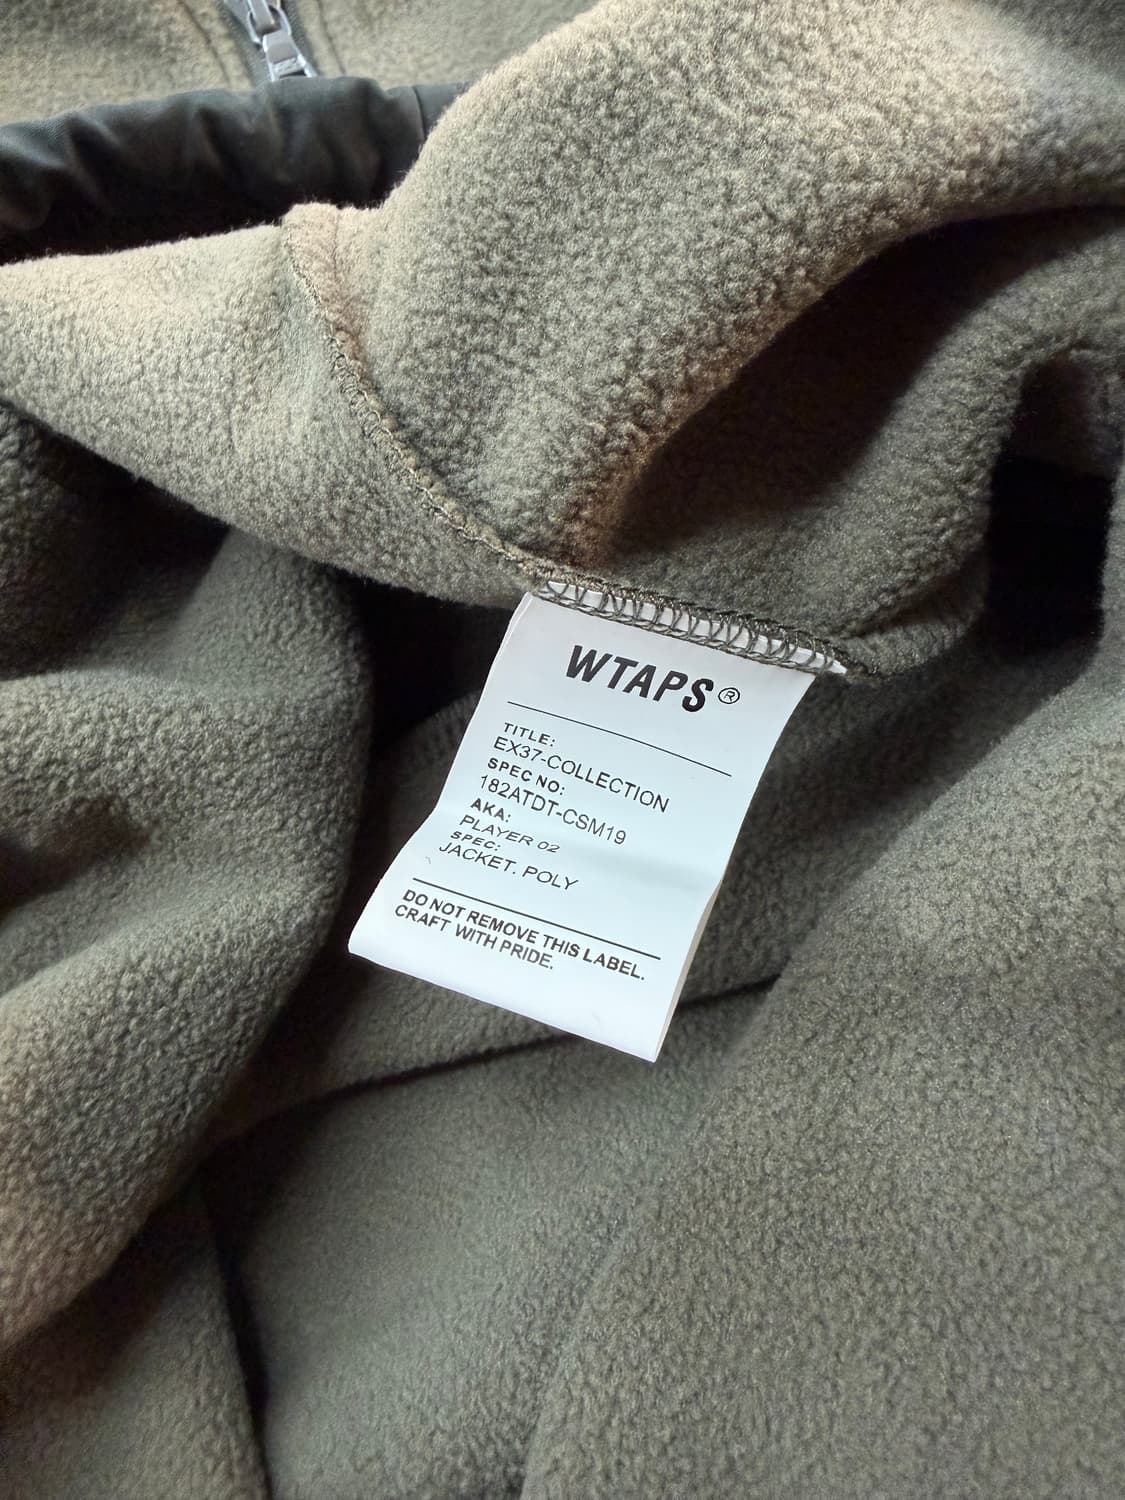 WTAPS®
TITLE:
EX37-COLLECTION
SPEC NO:
182ATDT-CSM19
AKA:
PLAYER 02
SPEC:
JACKET. POLY
DO NOT REMOVE THIS LABEL.
CRAFT WITH PRIDE.